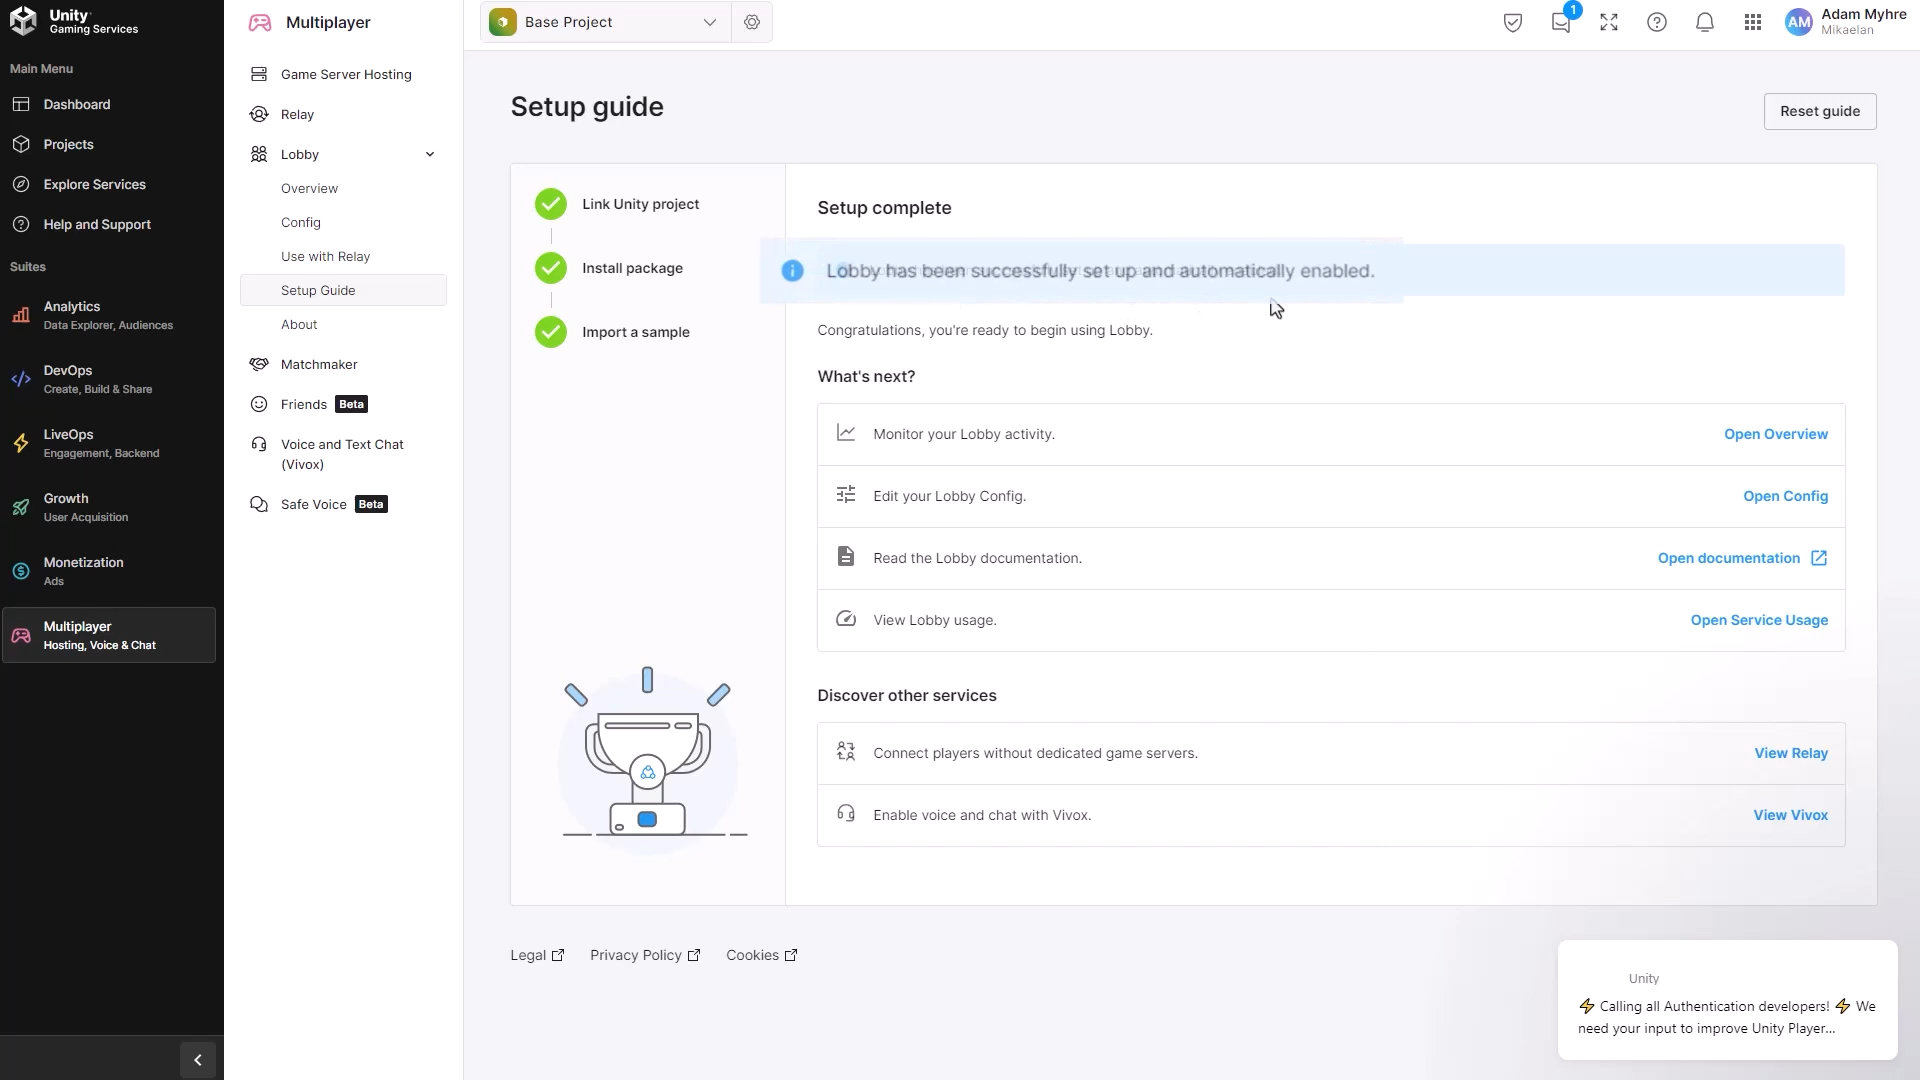 Unity
Gaming Services
Main Menu
Dashboard
Projects
Explore Services
Help and Support
Suites
Analytics
Data Explorer, Audiences
DevOps
Create, Build & Share
LiveOps
Engagement, Backend
Growth
User Acquisition
Monetization
Ads
Multiplayer
Hosting, Voice & Chat
Multiplayer
Game Server Hosting
Relay
Lobby
Overview
Config
Use with Relay
Setup Guide
About
Matchmaker
Friends Beta
Voice and Text Chat
(Vivox)
Safe Voice Beta
Base Project
1
AM
Adam Myhre
Mikaelan
Setup guide
Reset guide
Link Unity project
Install package
Import a sample
Setup complete
Lobby has been successfully set up and automatically enabled.
Congratulations, you're ready to begin using Lobby.
What's next?
Monitor your Lobby activity. Open Overview
Edit your Lobby Config. Open Config
Read the Lobby documentation. Open documentation
View Lobby usage. Open Service Usage
Discover other services
Connect players without dedicated game servers. View Relay
Enable voice and chat with Vivox. View Vivox
Legal Privacy Policy Cookies
Unity
⚡ Calling all Authentication developers! ⚡ We
need your input to improve Unity Player...